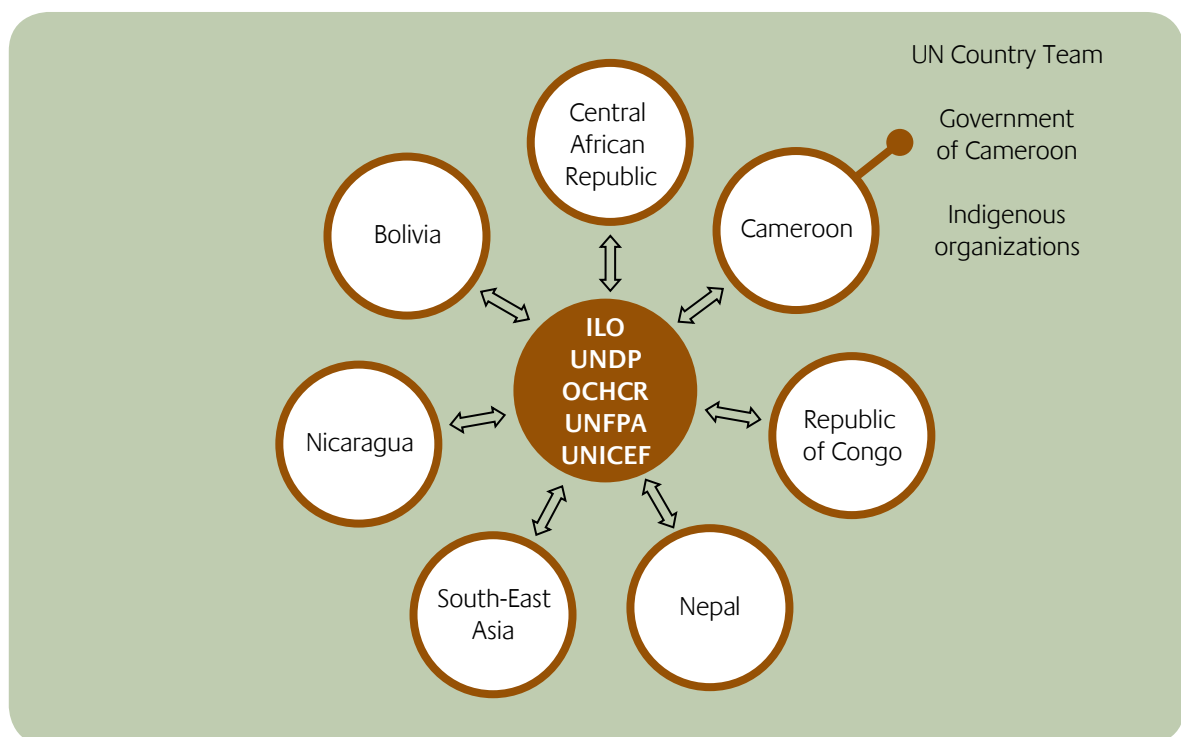 UN Country Team
Government
of Cameroon
Indigenous
organizations
Central
African
Republic
Cameroon
Bolivia
ILO
UNDP
OCHCR
UNFPA
UNICEF
Republic
of Congo
Nicaragua
South-East
Asia
Nepal